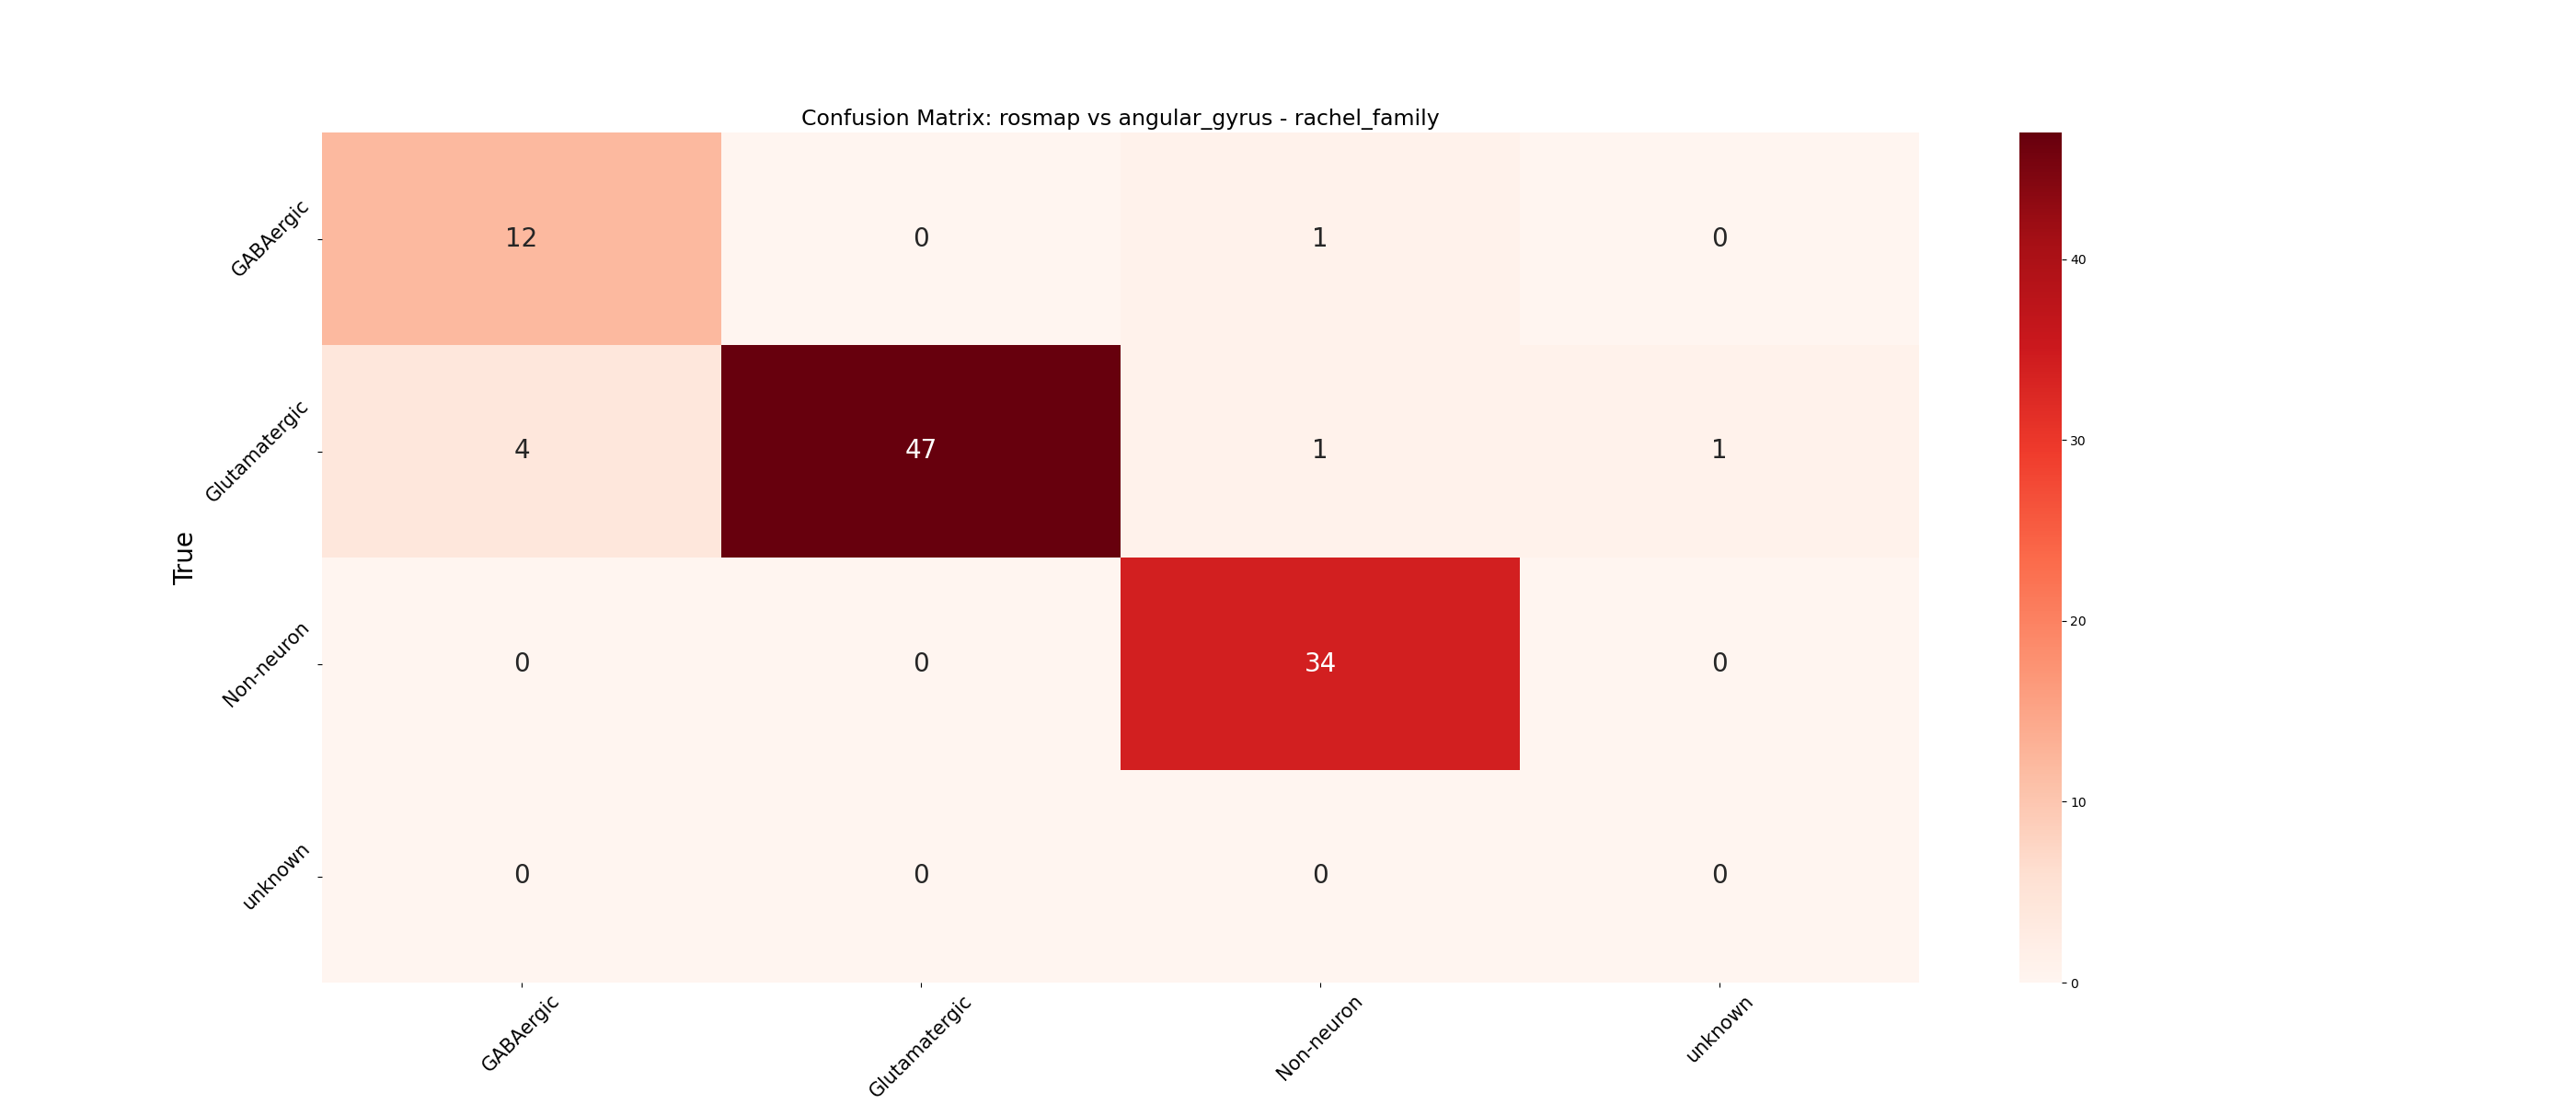 Confusion Matrix: rosmap vs angular_gyrus - rachel_family
GABAergic
12 0 1 0
Glutamatergic
4 47 1 1
True
Non-neuron
0 0 34 0
unknown
0 0 0 0
GABAergic Glutamatergic Non-neuron unknown
40
30
20
10
0